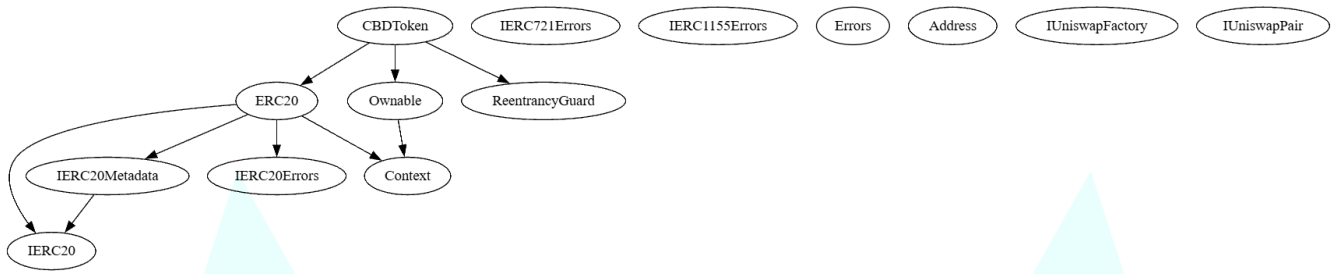 CBDToken IERC721Errors IERC1155Errors Errors Address IUniswapFactory IUniswapPair
ERC20 Ownable ReentrancyGuard
IERC20Metadata IERC20Errors Context
IERC20